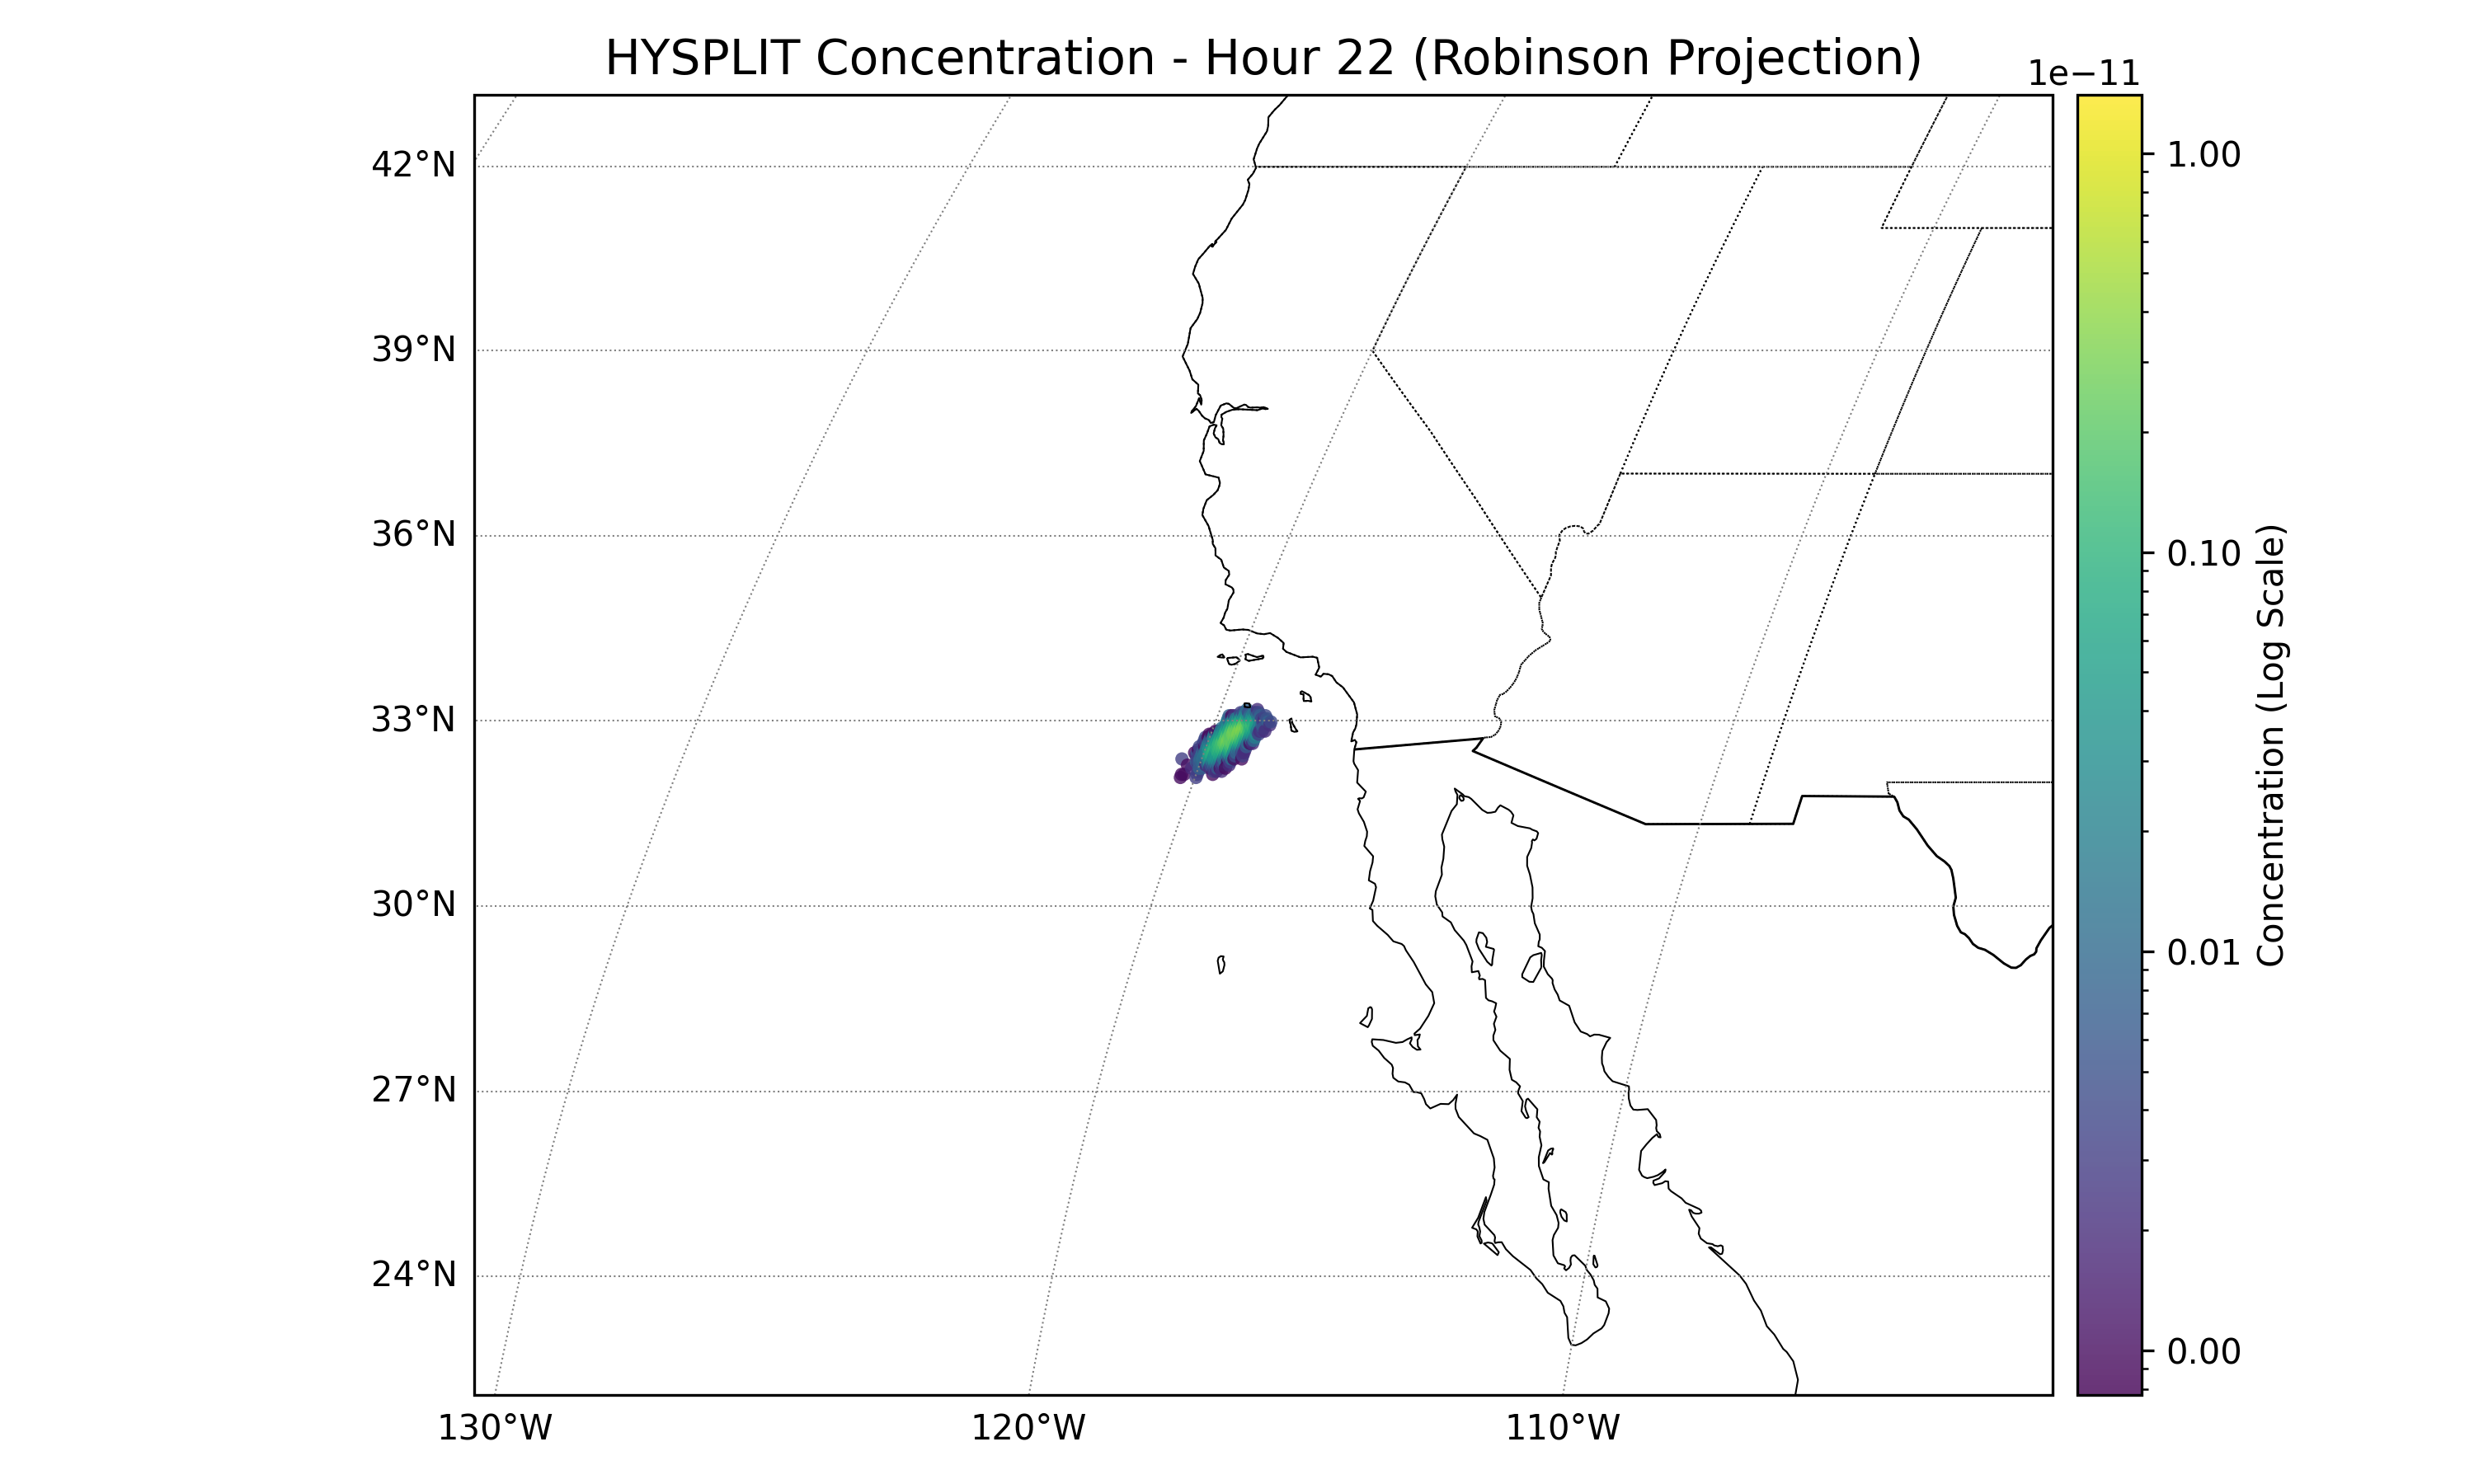 HYSPLIT Concentration - Hour 22 (Robinson Projection)
1e−11
42°N
39°N
36°N
33°N
30°N
27°N
24°N
130°W
120°W
110°W
1.00
0.10
0.01
0.00
Concentration (Log Scale)